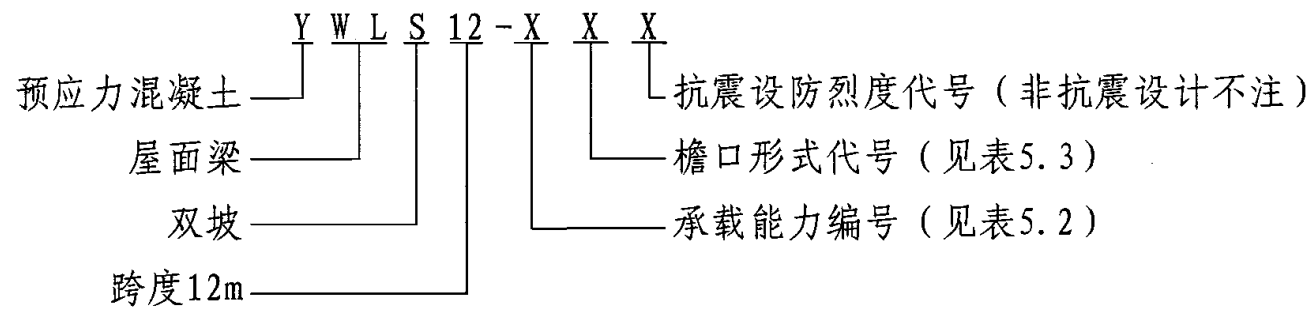 Y W L S 12-X X X
预应力混凝土 抗震设防烈度代号（非抗震设计不注）
屋面梁 檐口形式代号（见表5.3）
双坡 承载能力编号（见表5.2）
跨度12m